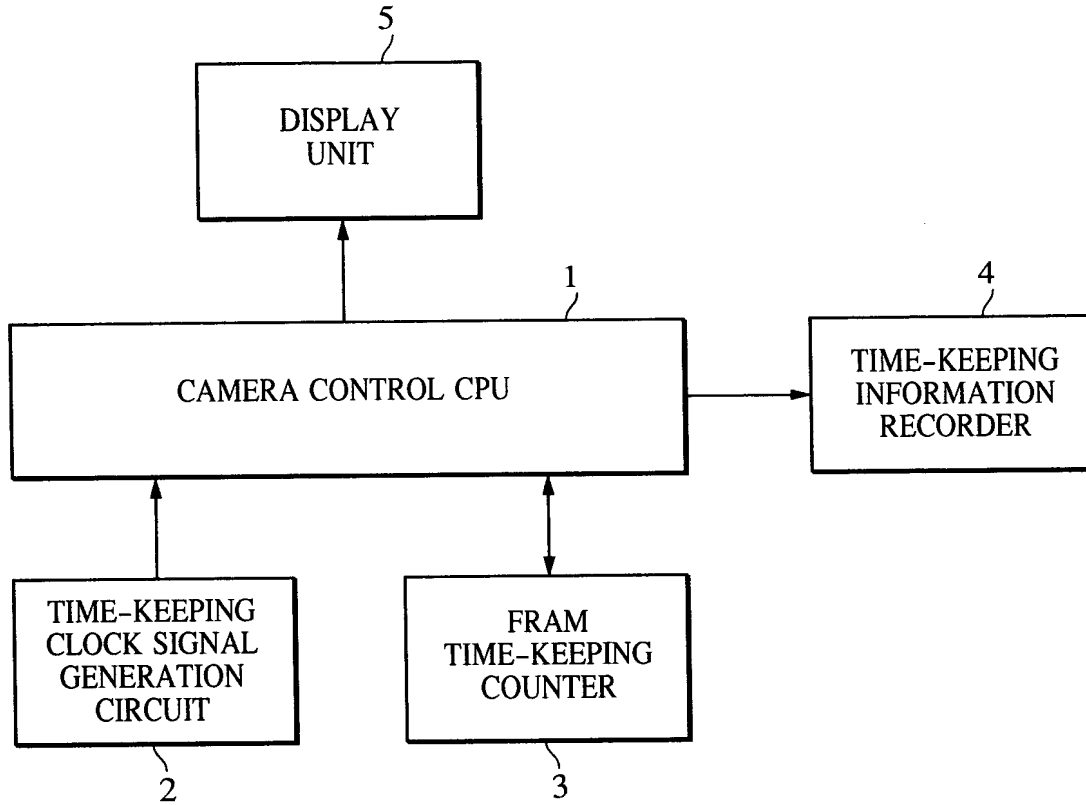 5
DISPLAY
UNIT
1
CAMERA CONTROL CPU
4
TIME-KEEPING
INFORMATION
RECORDER
TIME-KEEPING
CLOCK SIGNAL
GENERATION
CIRCUIT
2
FRAM
TIME-KEEPING
COUNTER
3